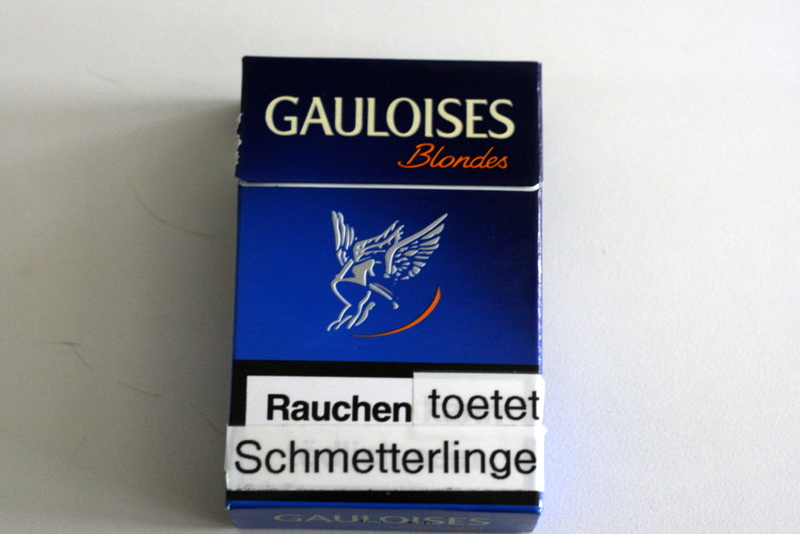 GAULOISES
Blondes
Rauchen toetet
Schmetterlinge
GAULOISES